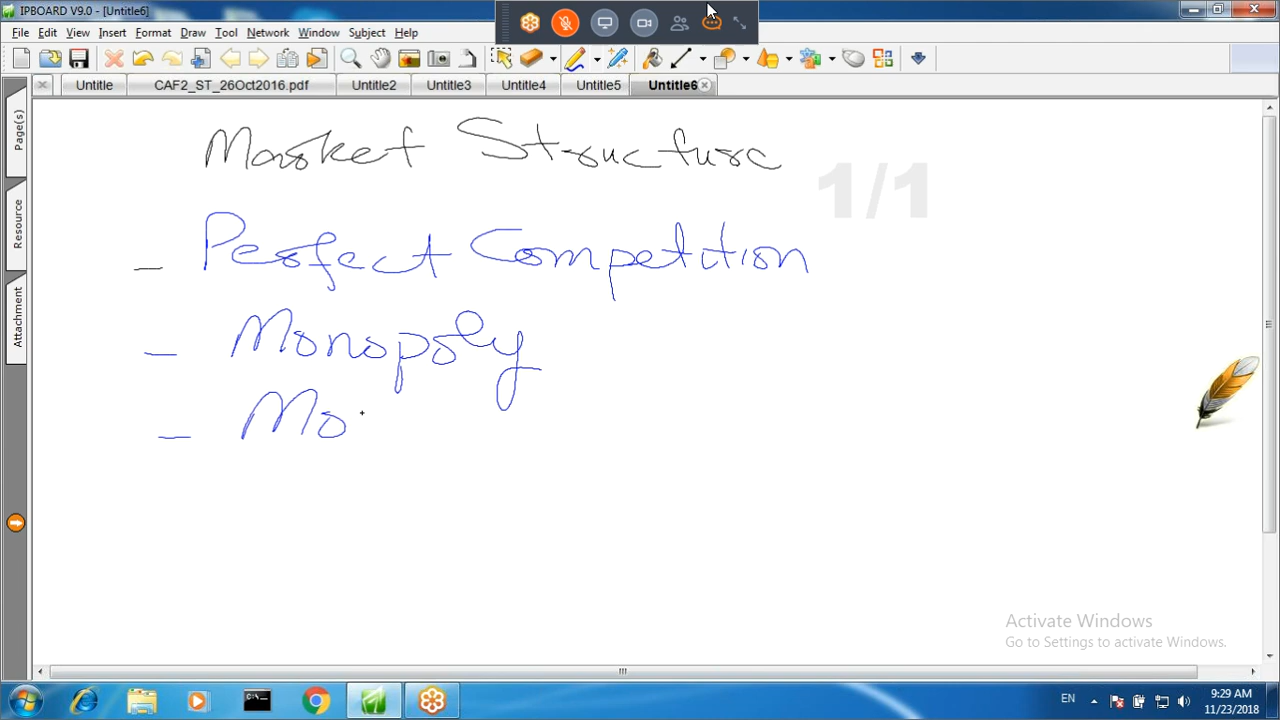 IPBOARD V9.0 - [Untitle6]
File Edit View Insert Format Draw Tool Network Window Subject Help
Untitle CAF2_ST_26Oct2016.pdf Untitle2 Untitle3 Untitle4 Untitle5 Untitle6
Page(s)
Resource
Attachment
Market Structure
1/1
- Perfect Competition
- Monopoly
- Mo
Activate Windows
Go to Settings to activate Windows.
EN
9:29 AM
11/23/2018